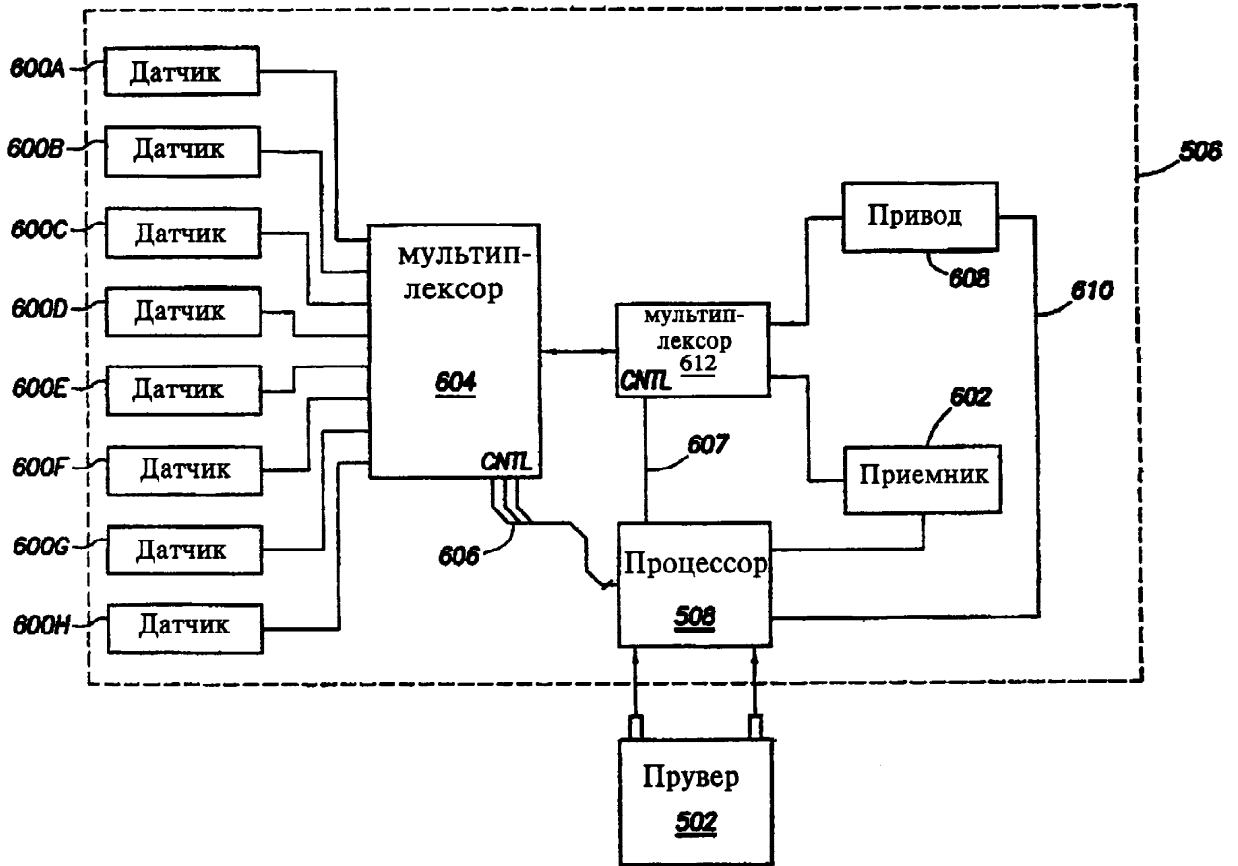 600A
Датчик
600B
Датчик
600C
Датчик
600D
Датчик
600E
Датчик
600F
Датчик
600G
Датчик
600H
Датчик
мультип-
лексор
604
CNTL
606
мультип-
лексор
612
CNTL
607
Процессор
508
Привод
608
602
Приемник
610
506
Прувер
502